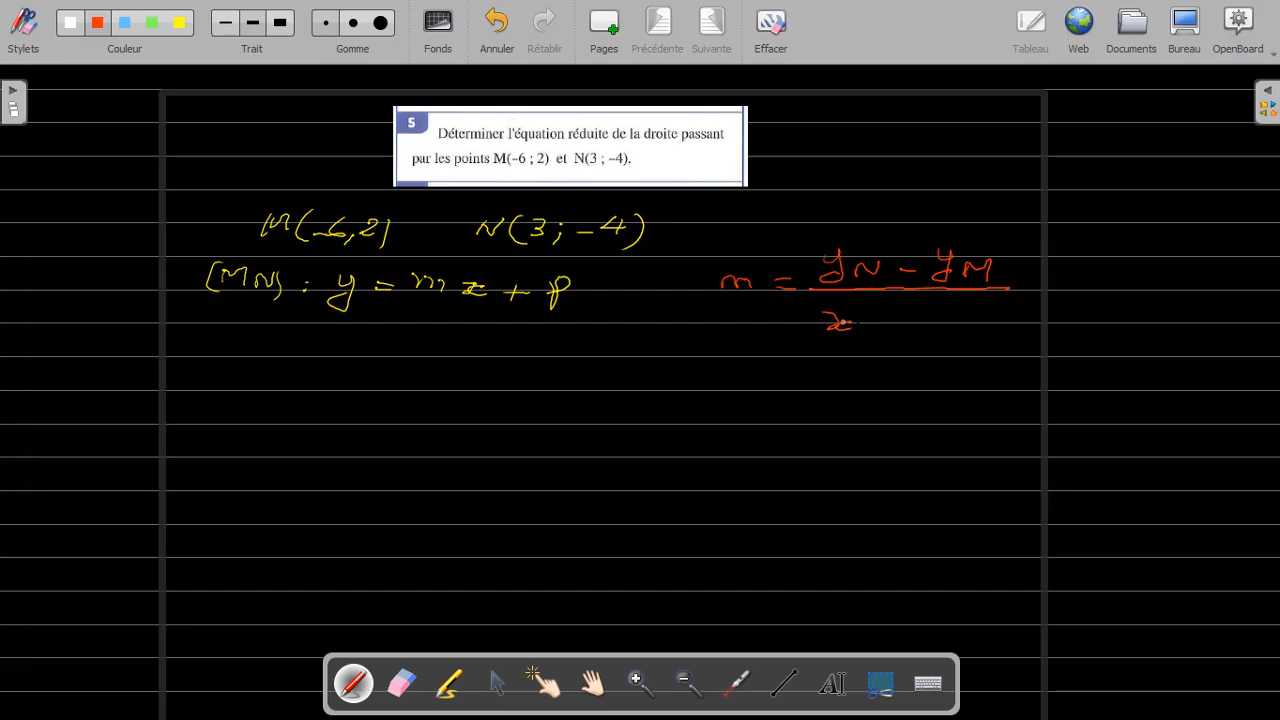 Stylets Couleur Trait Gomme Fonds Annuler Rétablir Pages Précédente Suivante Effacer Tableau Web Documents Bureau OpenBoard
5
Déterminer l'équation réduite de la droite passant
par les points M(–6 ; 2) et N(3 ; –4).
M(-6,2) N(3 ; -4)
(MN) : y = mx + p
m = yN - yM
x
AI